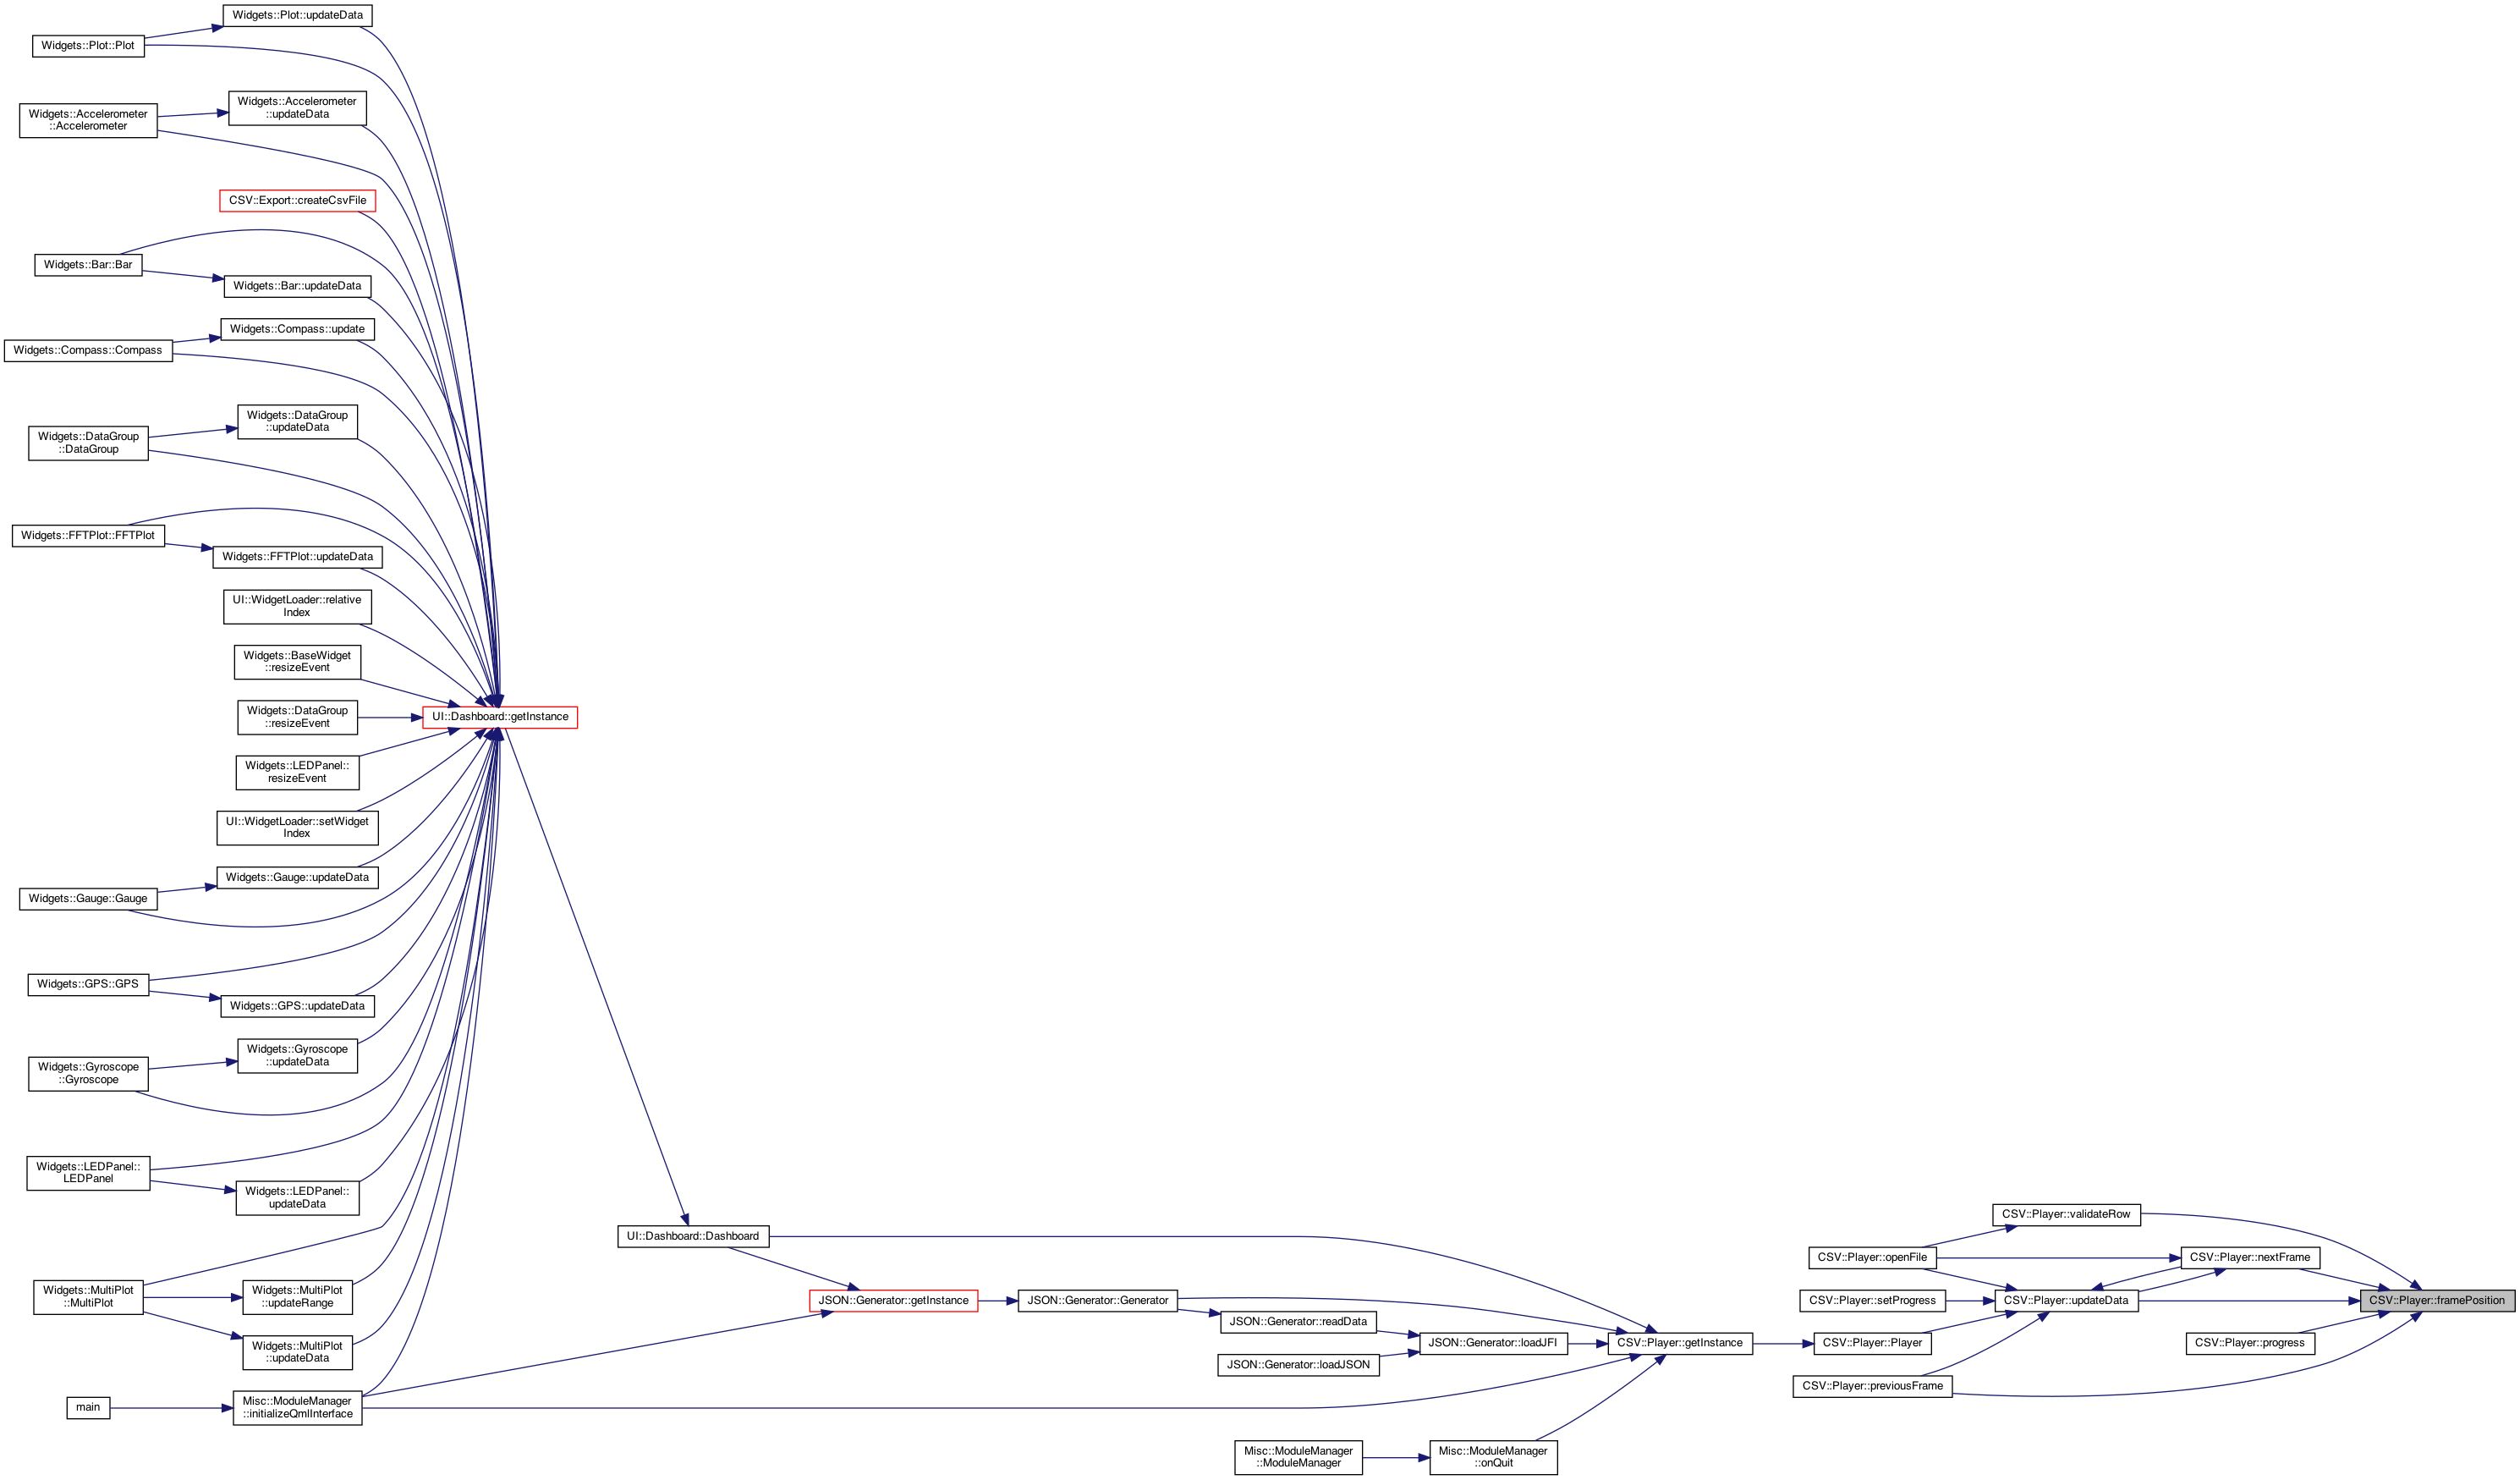 Widgets::Plot::updateData
Widgets::Plot::Plot
Widgets::Accelerometer
::updateData
Widgets::Accelerometer
::Accelerometer
CSV::Export::createCsvFile
Widgets::Bar::Bar
Widgets::Bar::updateData
Widgets::Compass::update
Widgets::Compass::Compass
Widgets::DataGroup
::updateData
Widgets::DataGroup
::DataGroup
Widgets::FFTPlot::FFTPlot
Widgets::FFTPlot::updateData
UI::WidgetLoader::relative
Index
Widgets::BaseWidget
::resizeEvent
Widgets::DataGroup
::resizeEvent
UI::Dashboard::getInstance
Widgets::LEDPanel::
resizeEvent
UI::WidgetLoader::setWidget
Index
Widgets::Gauge::updateData
Widgets::Gauge::Gauge
Widgets::GPS::GPS
Widgets::GPS::updateData
Widgets::Gyroscope
::updateData
Widgets::Gyroscope
::Gyroscope
Widgets::LEDPanel::
LEDPanel
Widgets::LEDPanel::
updateData
Widgets::MultiPlot
::MultiPlot
Widgets::MultiPlot
::updateRange
Widgets::MultiPlot
::updateData
main
Misc::ModuleManager
::initializeQmlInterface
UI::Dashboard::Dashboard
JSON::Generator::getInstance
JSON::Generator::Generator
JSON::Generator::readData
JSON::Generator::loadJSON
JSON::Generator::loadJFI
CSV::Player::getInstance
Misc::ModuleManager
::ModuleManager
Misc::ModuleManager
::onQuit
CSV::Player::validateRow
CSV::Player::openFile
CSV::Player::nextFrame
CSV::Player::setProgress
CSV::Player::updateData
CSV::Player::framePosition
CSV::Player::Player
CSV::Player::progress
CSV::Player::previousFrame